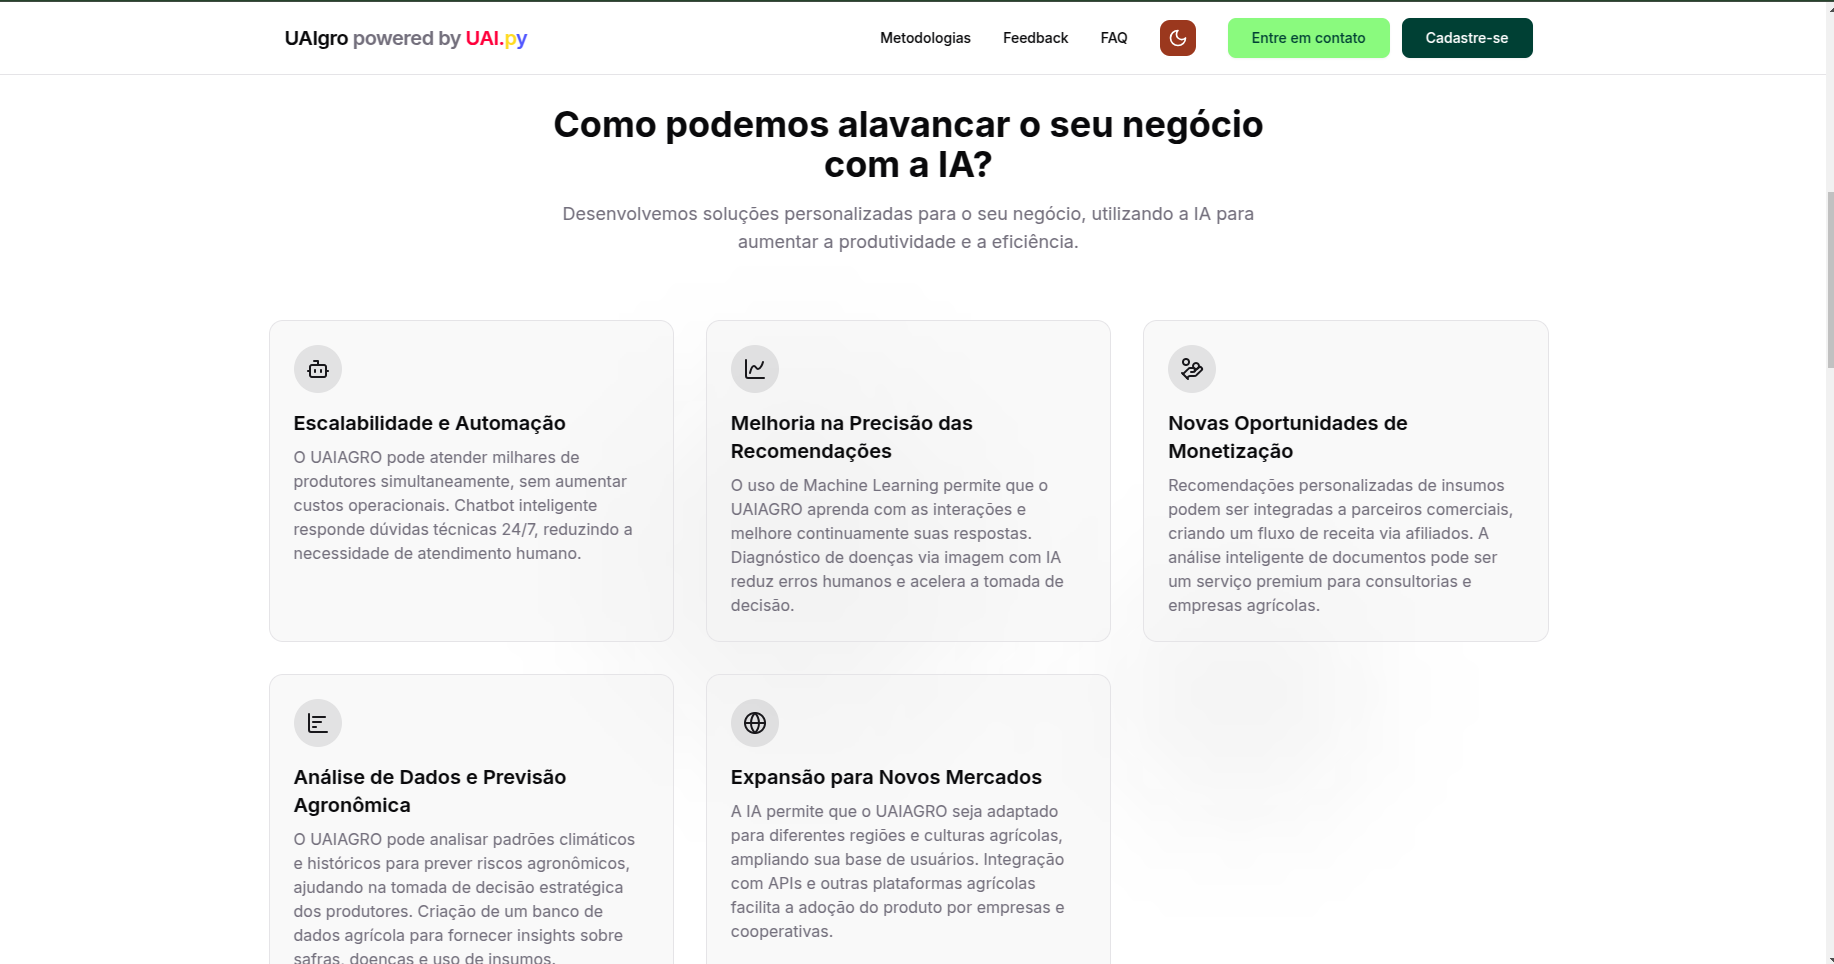 UAIgro powered by UAI.py
Metodologias
Feedback
FAQ
Entre em contato
Cadastre-se
Como podemos alavancar o seu negócio
com a IA?
Desenvolvemos soluções personalizadas para o seu negócio, utilizando a IA para
aumentar a produtividade e a eficiência.
Escalabilidade e Automação
O UAIAGRO pode atender milhares de
produtores simultaneamente, sem aumentar
custos operacionais. Chatbot inteligente
responde dúvidas técnicas 24/7, reduzindo a
necessidade de atendimento humano.
Melhoria na Precisão das
Recomendações
O uso de Machine Learning permite que o
UAIAGRO aprenda com as interações e
melhore continuamente suas respostas.
Diagnóstico de doenças via imagem com IA
reduz erros humanos e acelera a tomada de
decisão.
Novas Oportunidades de
Monetização
Recomendações personalizadas de insumos
podem ser integradas a parceiros comerciais,
criando um fluxo de receita via afiliados. A
análise inteligente de documentos pode ser
um serviço premium para consultorias e
empresas agrícolas.
Análise de Dados e Previsão
Agronômica
O UAIAGRO pode analisar padrões climáticos
e históricos para prever riscos agronômicos,
ajudando na tomada de decisão estratégica
dos produtores. Criação de um banco de
dados agrícola para fornecer insights sobre
safras, doenças e uso de insumos.
Expansão para Novos Mercados
A IA permite que o UAIAGRO seja adaptado
para diferentes regiões e culturas agrícolas,
ampliando sua base de usuários. Integração
com APIs e outras plataformas agrícolas
facilita a adoção do produto por empresas e
cooperativas.